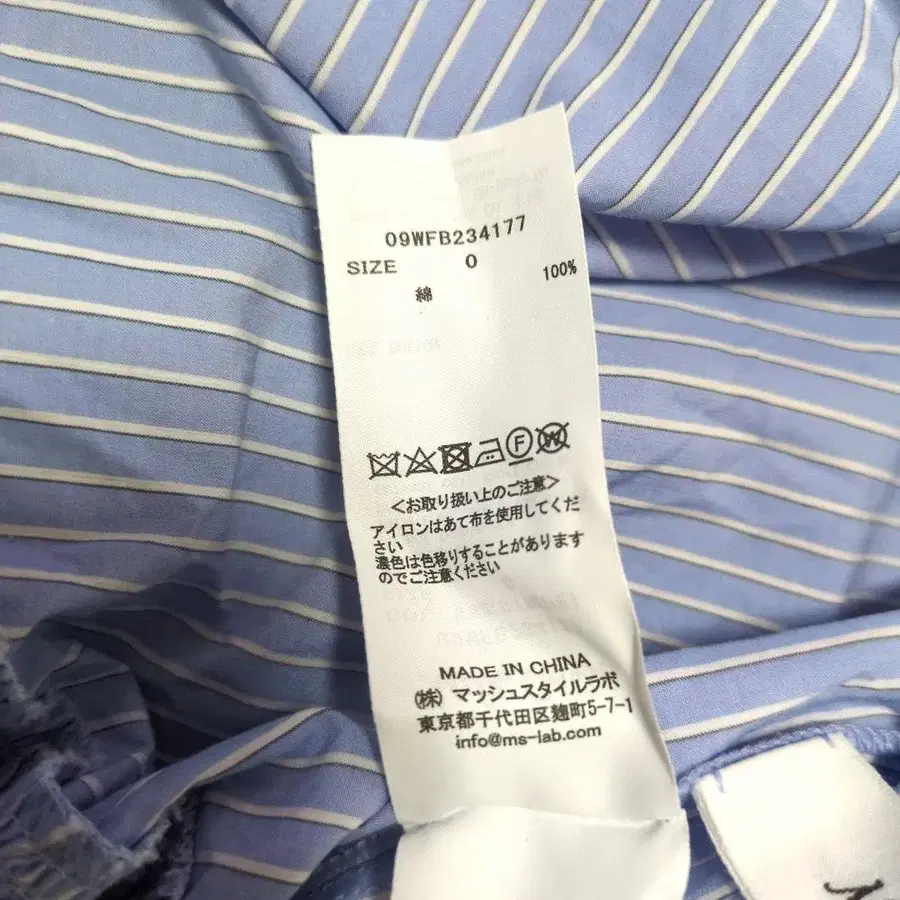 09WFB234177
SIZE 0
綿 100%
F W
<お取り扱い上のご注意>
アイロンはあて布を使用してくだ
さい
濃色は色移りすることがあります
のでご注意ください
MADE IN CHINA
㈱ マッシュスタイルラボ
東京都千代田区麹町5-7-1
info@ms-lab.com